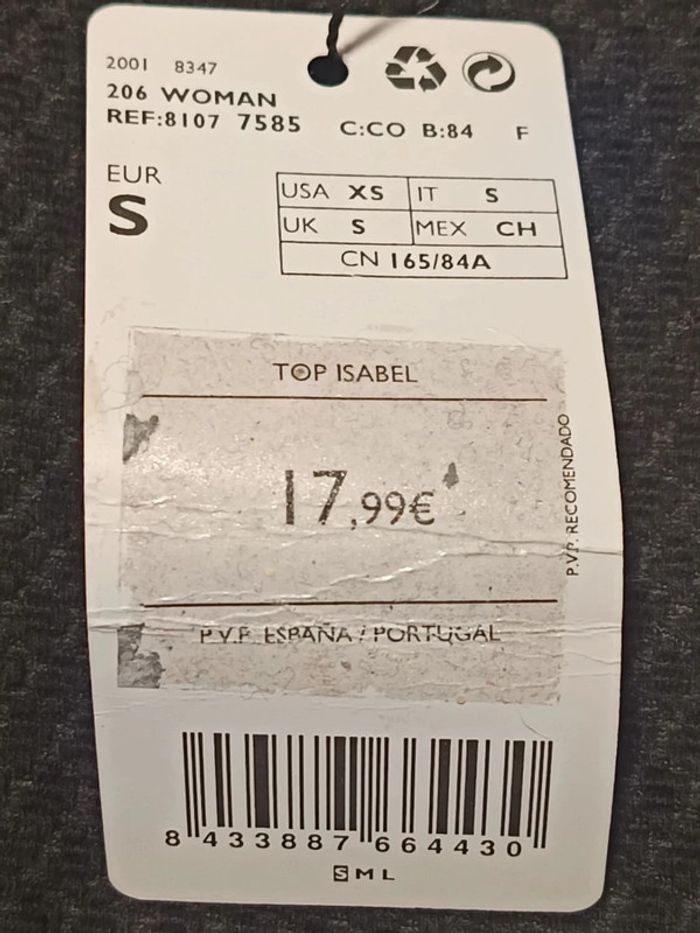 2001 8347
206 WOMAN
REF:8107 7585 C:CO B:84 F
EUR
S
USA XS IT S
UK S MEX CH
CN 165/84A
TOP ISABEL
17,99€
P.V.P. RECOMENDADO
P.V.P. ESPAÑA / PORTUGAL
8 433887 664430
S M L